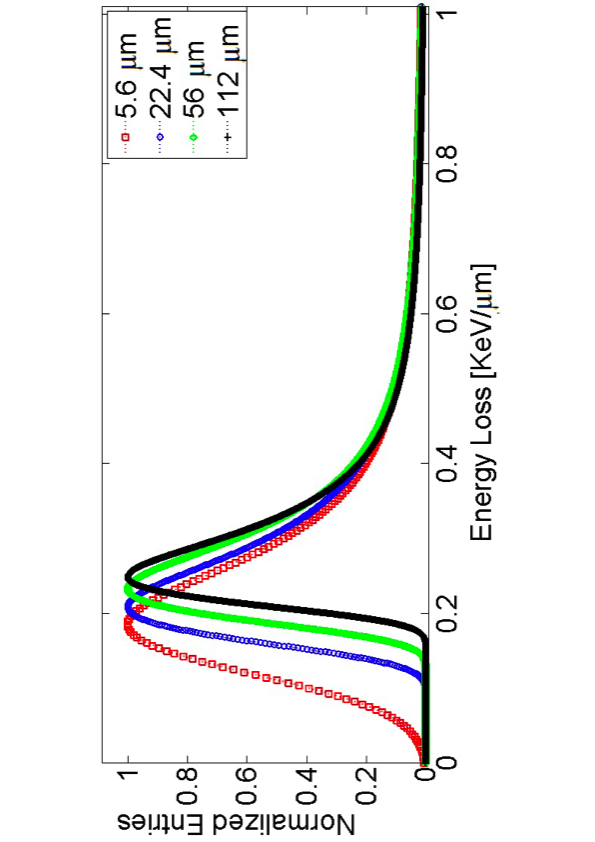 5.6 μm
22.4 μm
56 μm
112 μm
1
0.8
0.6
0.4
0.2
0
Normalized Entries
0
0.2
0.4
0.6
0.8
1
Energy Loss [KeV/μm]